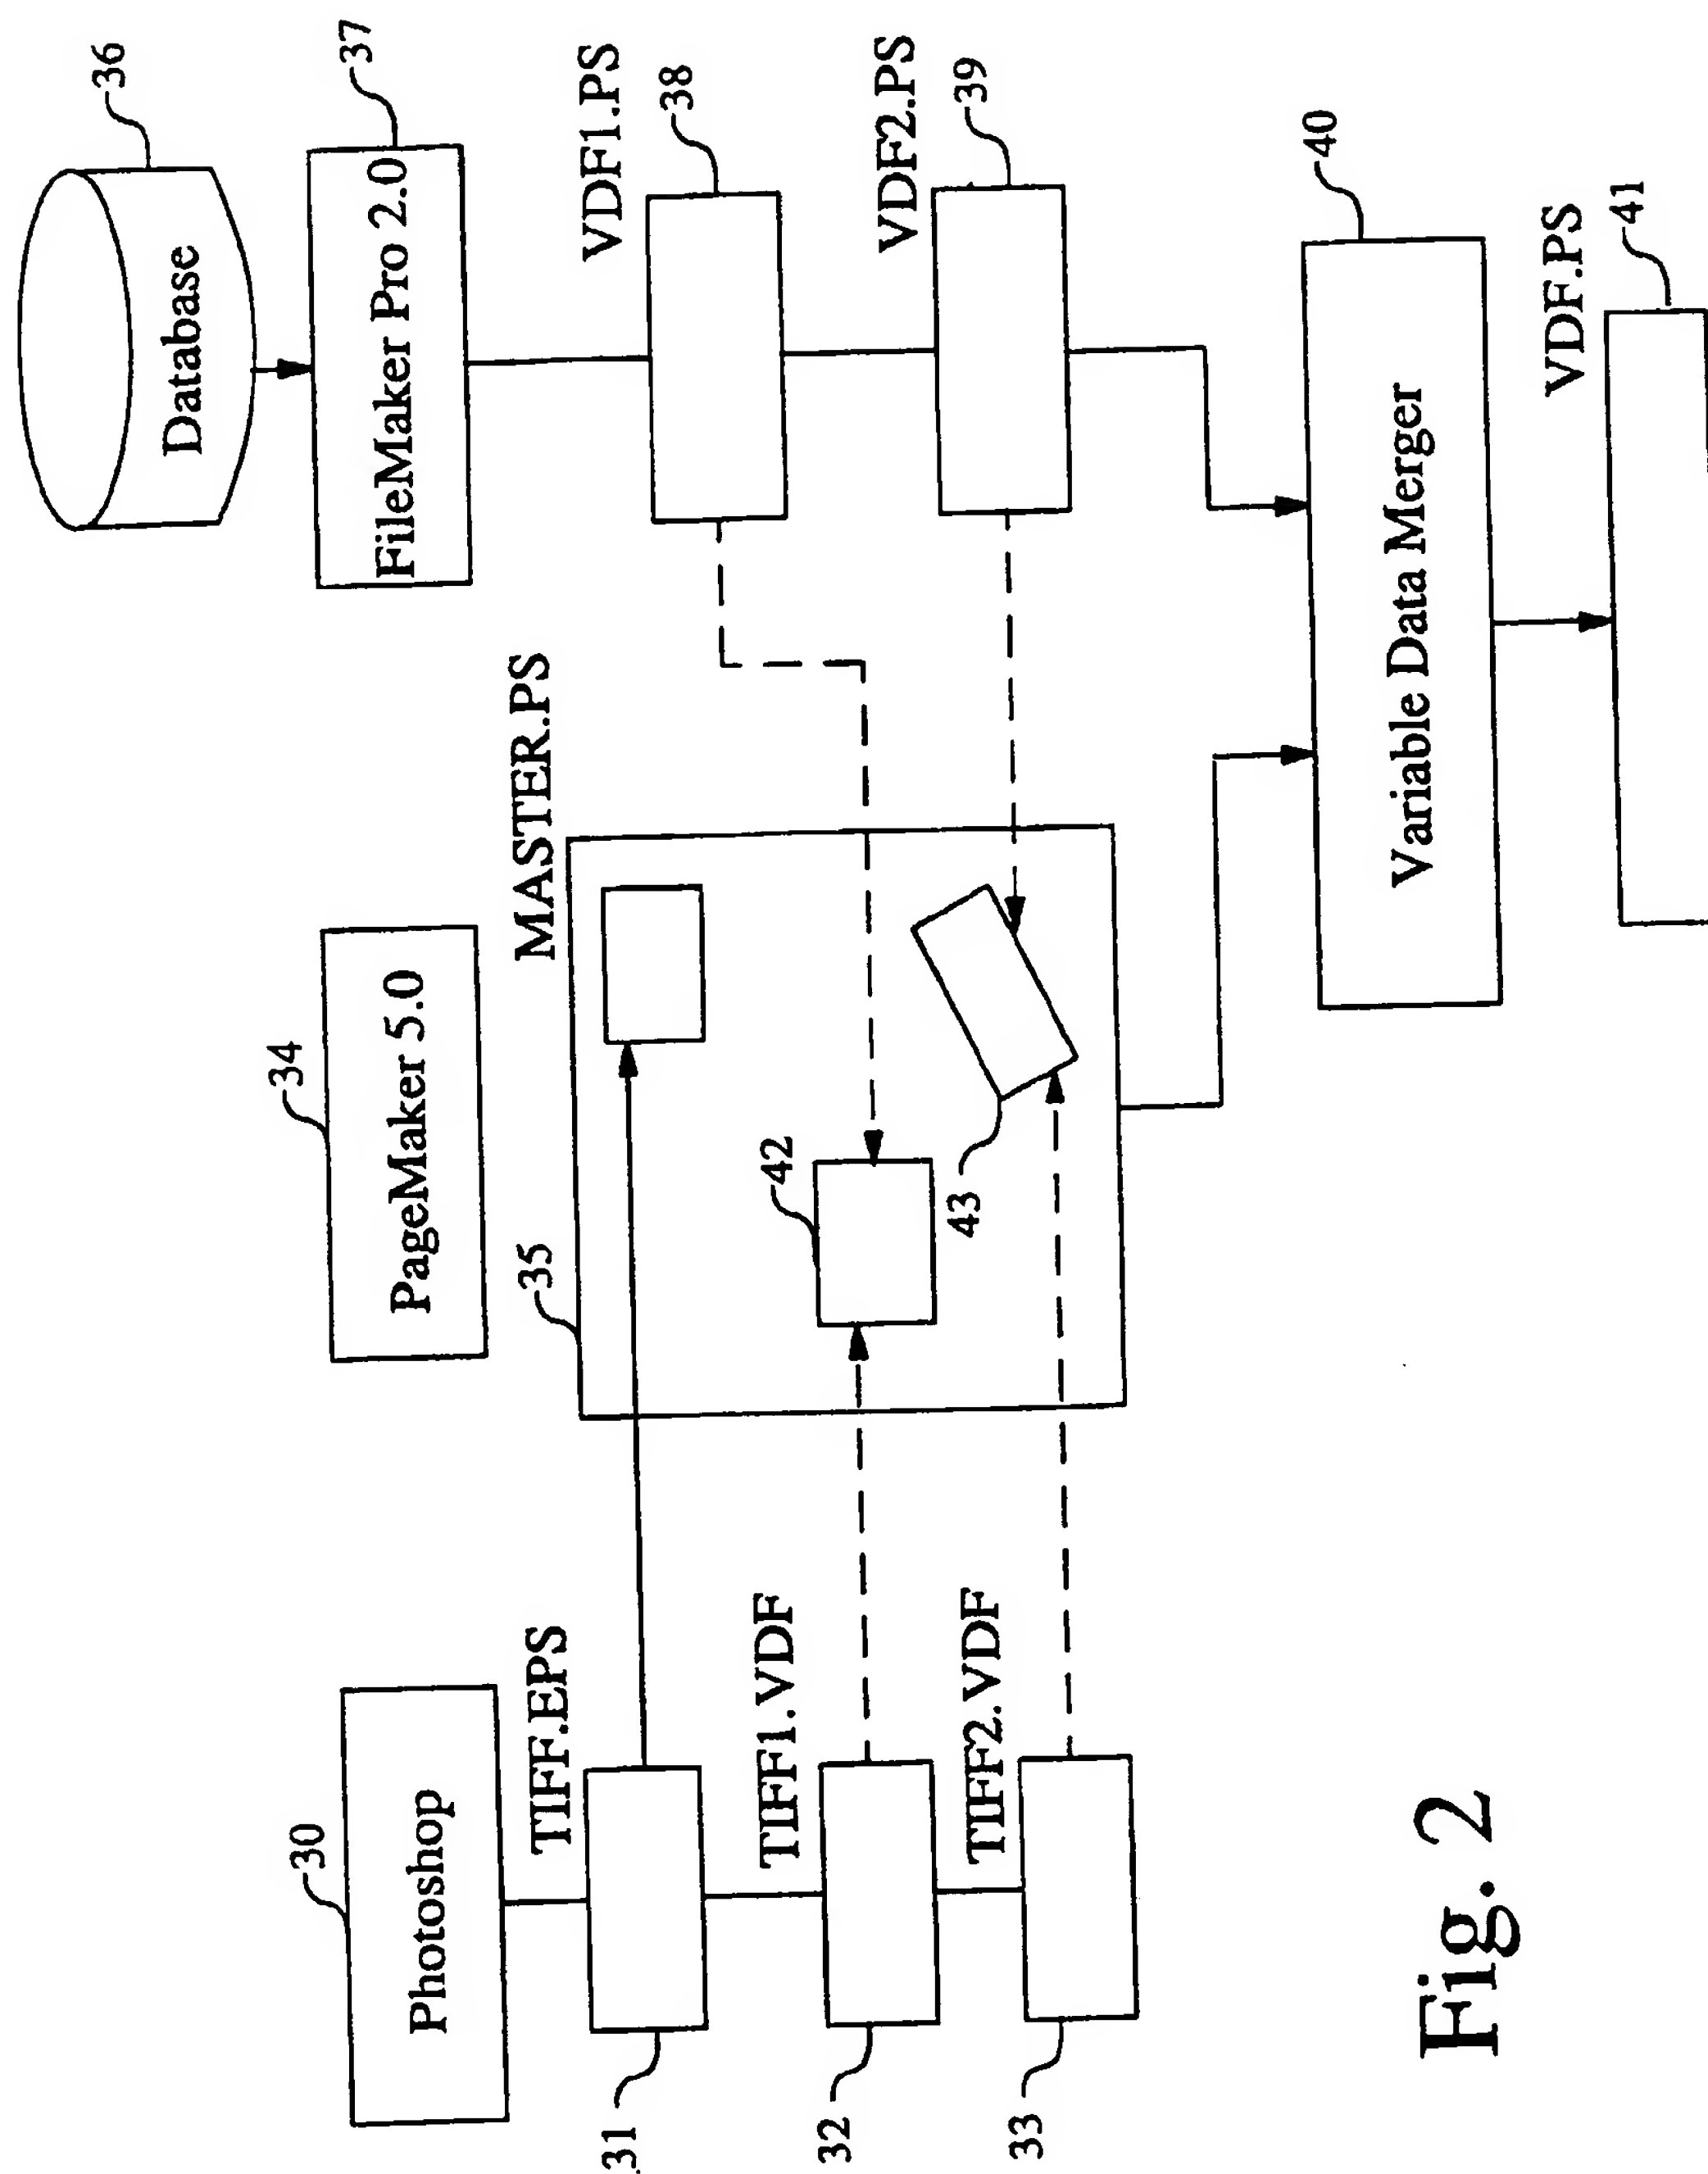 36
Database
37
FileMaker Pro 2.0
34
PageMaker 5.0
30
Photoshop
TIFF.EPS
31
TIFF1.VDF
32
TIFF2.VDF
33
MASTER.PS
35
42
43
VDF1.PS
38
VDF2.PS
39
40
Variable Data Merger
VDF.PS
41
Fig. 2